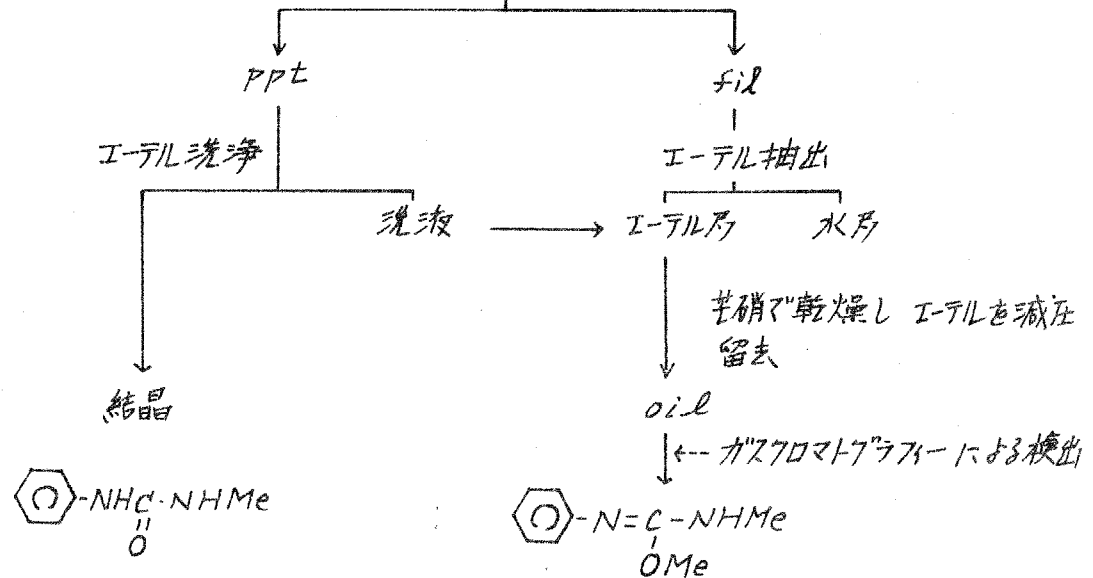 ppt
fil
エーテル洗浄
エーテル抽出
洗液
エーテル層
水層
芒硝で乾燥し エーテルを減圧
留去
結晶
oil
ガスクロマトグラフィーによる検出
-NHC・NHMe
O
-N=C-NHMe
OMe